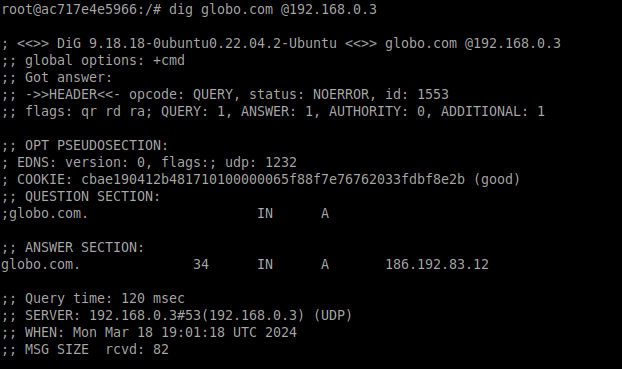 root@ac717e4e5966:/# dig globo.com @192.168.0.3
; <<>> DiG 9.18.18-0ubuntu0.22.04.2-Ubuntu <<>> globo.com @192.168.0.3
;; global options: +cmd
;; Got answer:
;; ->>HEADER<<- opcode: QUERY, status: NOERROR, id: 1553
;; flags: qr rd ra; QUERY: 1, ANSWER: 1, AUTHORITY: 0, ADDITIONAL: 1
;; OPT PSEUDOSECTION:
; EDNS: version: 0, flags:; udp: 1232
; COOKIE: cbae190412b481710100000065f88f7e76762033fdbf8e2b (good)
;; QUESTION SECTION:
;globo.com. IN A
;; ANSWER SECTION:
globo.com. 34 IN A 186.192.83.12
;; Query time: 120 msec
;; SERVER: 192.168.0.3#53(192.168.0.3) (UDP)
;; WHEN: Mon Mar 18 19:01:18 UTC 2024
;; MSG SIZE rcvd: 82